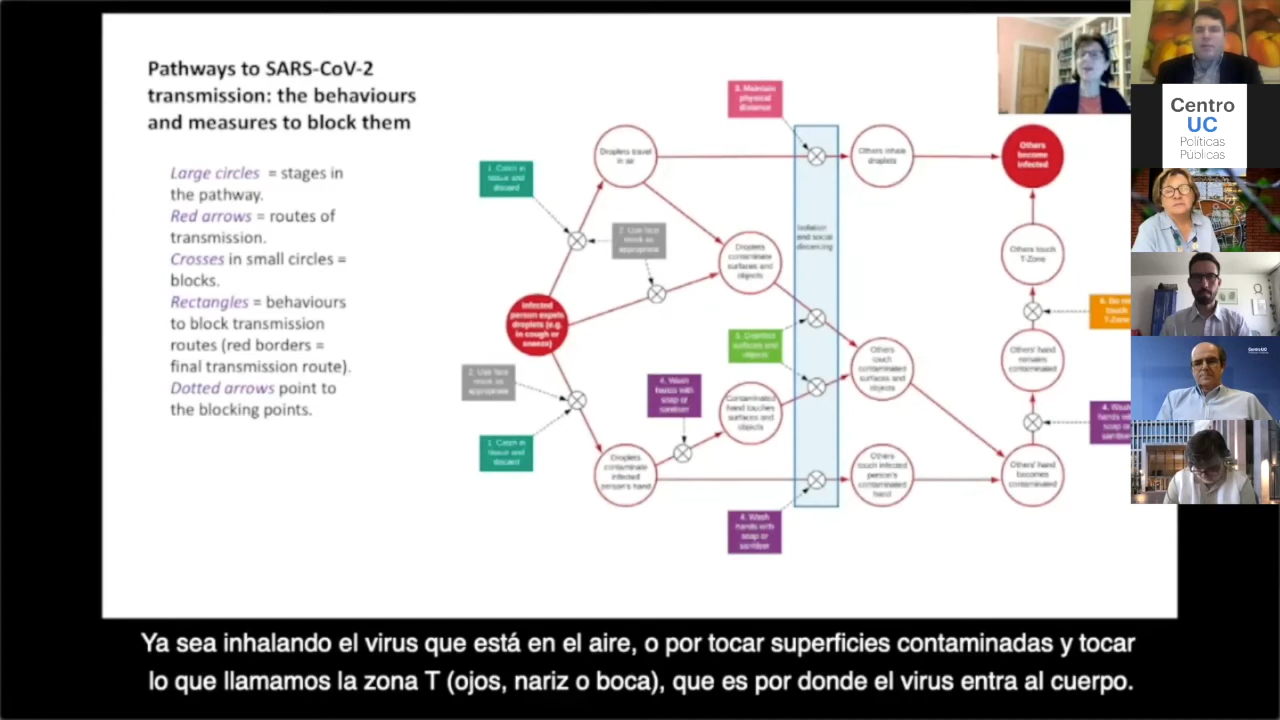 Pathways to SARS-CoV-2
transmission: the behaviours
and measures to block them
Large circles = stages in
the pathway.
Red arrows = routes of
transmission.
Crosses in small circles =
blocks.
Rectangles = behaviours
to block transmission
routes (red borders =
final transmission route).
Dotted arrows point to
the blocking points.
3. Maintain
physical
distance
1. Catch in
tissue and
discard
Droplets travel
in air
Others inhale
droplets
Others
become
infected
2. Use face
mask as
appropriate
Isolation
and social
distancing
Droplets
contaminate
surfaces and
objects
Others touch
T-Zone
Infected
person expels
droplets (e.g.
in cough or
sneeze)
6. Do no
touch
T-Zone
5. Disinfect
surfaces and
objects
Others
touch
contaminated
surfaces and
objects
Others' hand
remains
contaminated
2. Use face
mask as
appropriate
4. Wash
hands with
soap or
sanitiser
Contaminated
hand touches
surfaces and
objects
4. Wash
hands with
soap or
sanitiser
1. Catch in
tissue and
discard
Droplets
contaminate
infected
person's hand
Others
touch infected
person's
contaminated
hand
Others' hand
becomes
contaminated
4. Wash
hands with
soap or
sanitiser
Centro
UC
Políticas
Públicas
CentroUC
Ya sea inhalando el virus que está en el aire, o por tocar superficies contaminadas y tocar
lo que llamamos la zona T (ojos, nariz o boca), que es por donde el virus entra al cuerpo.